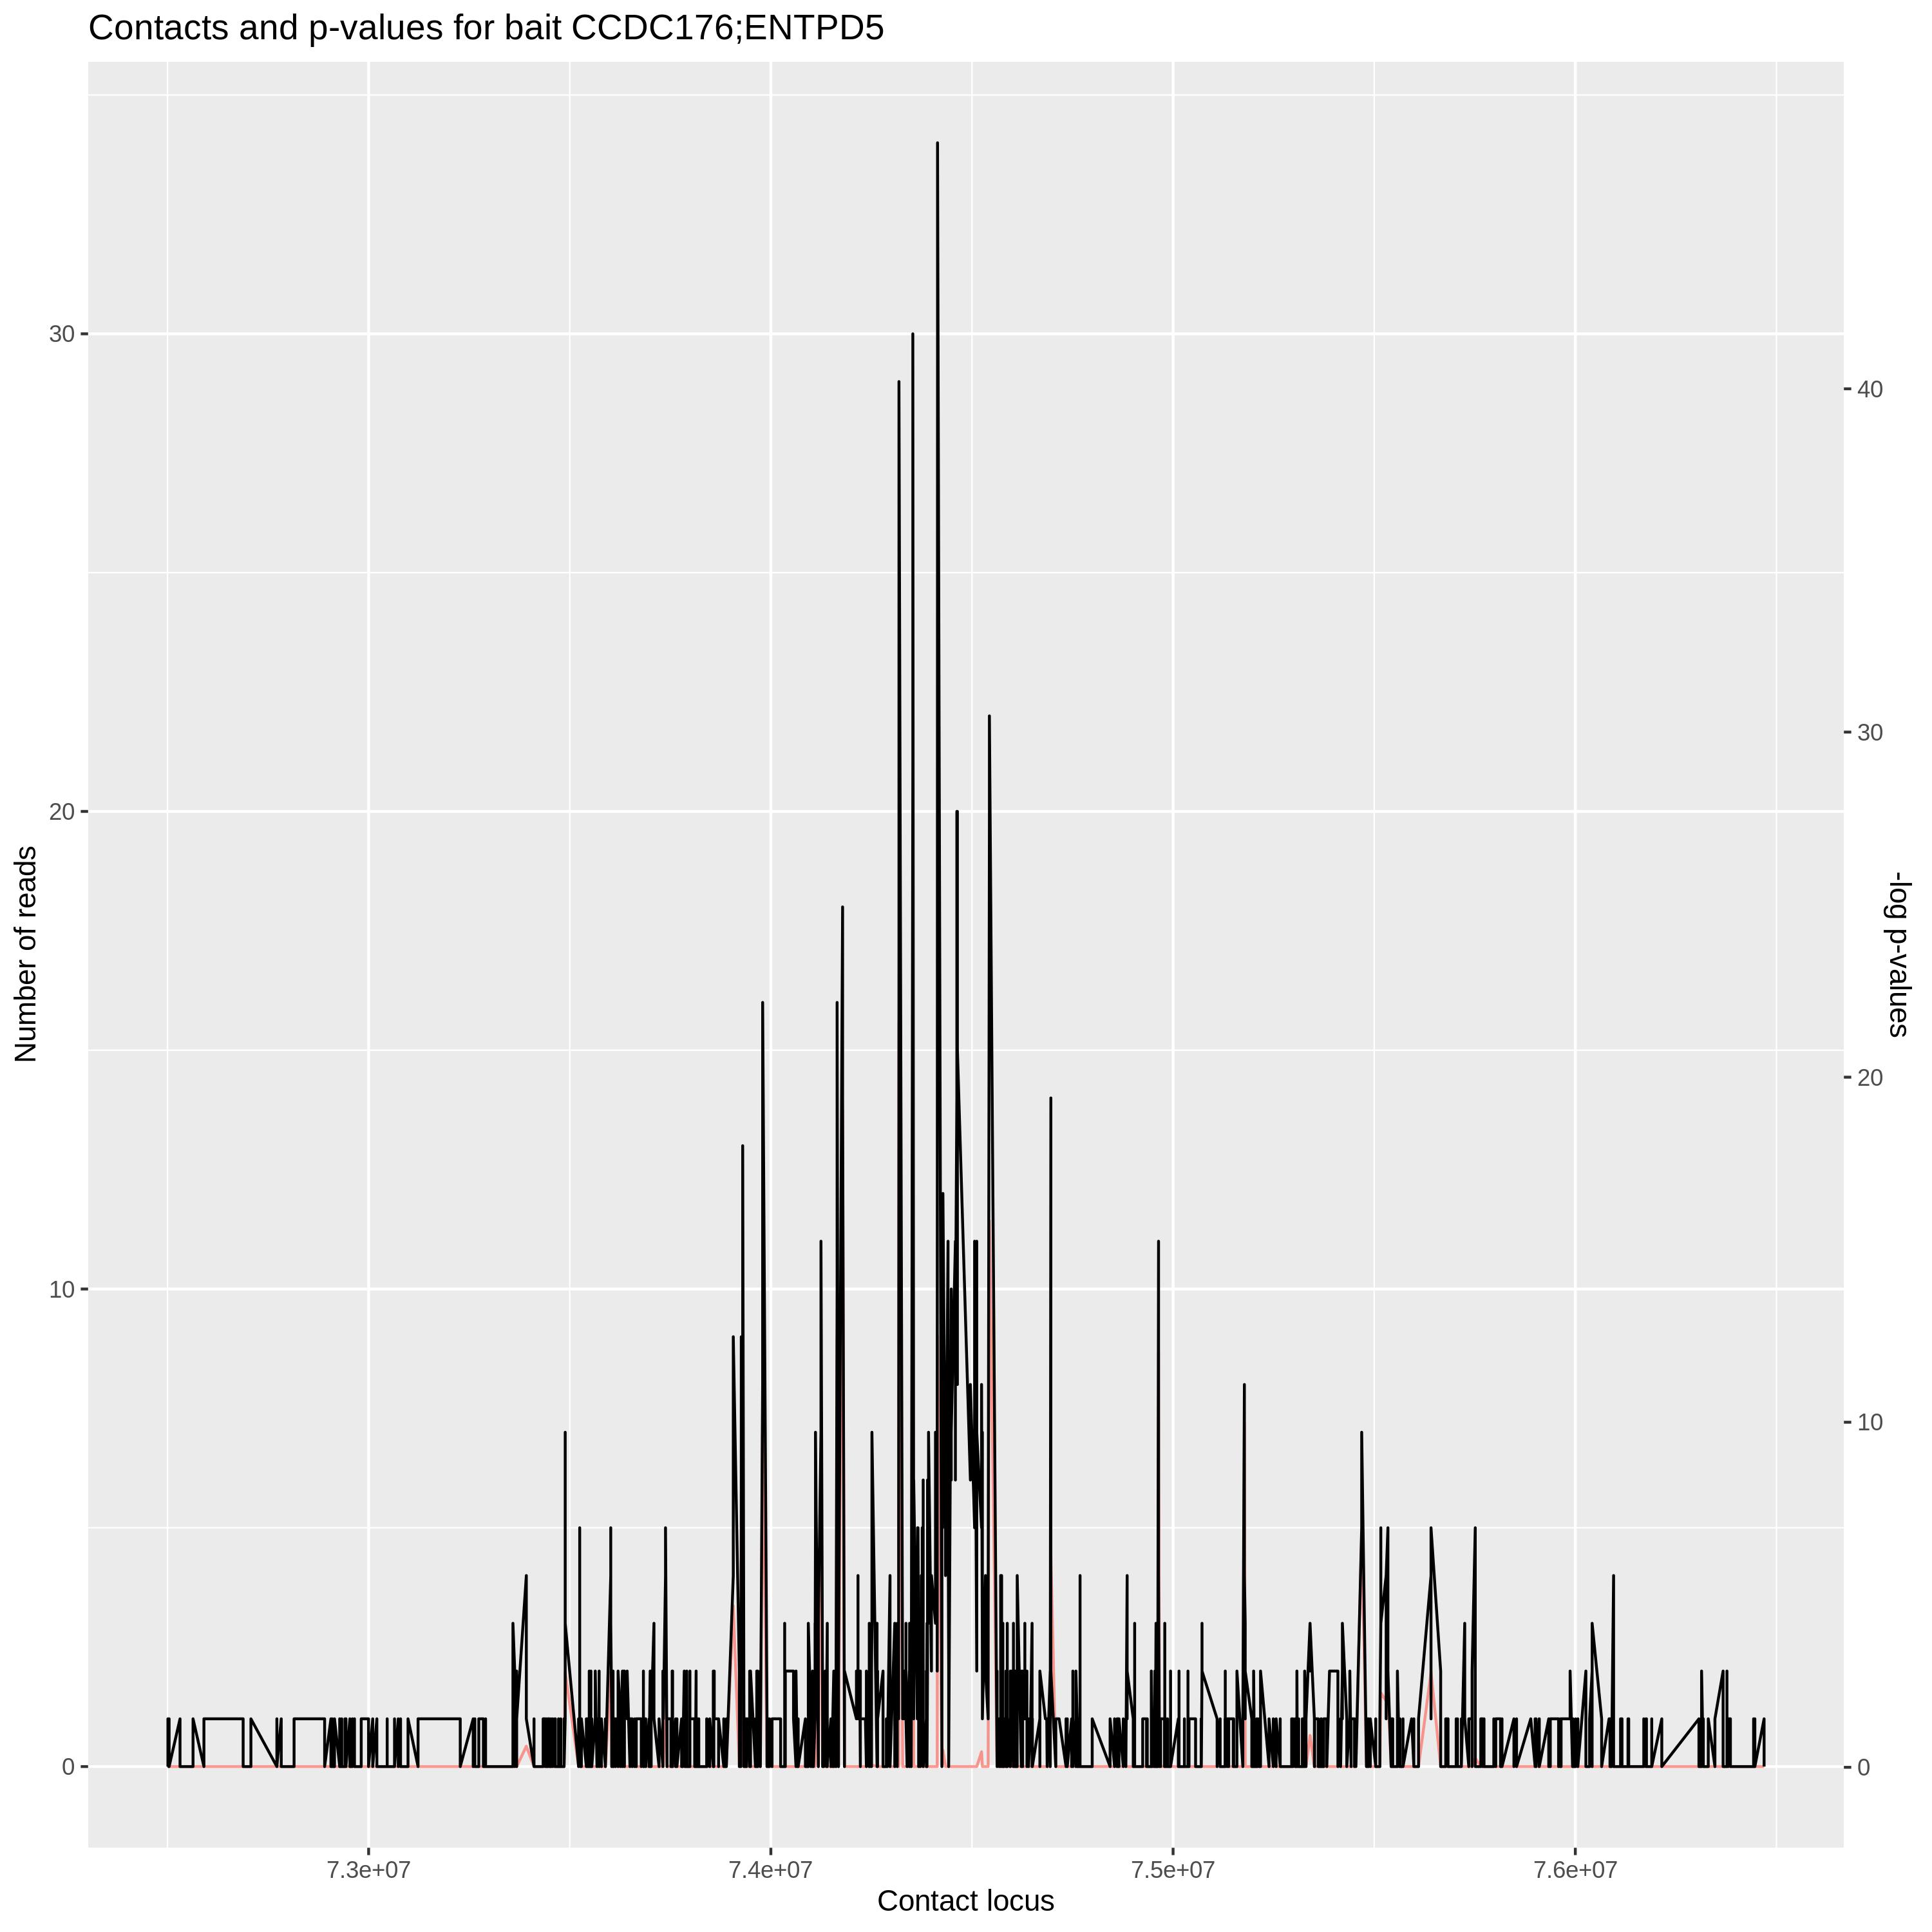 Contacts and p-values for bait CCDC176;ENTPD5
30
20
10
0
Number of reads
40
30
20
10
0
-log p-values
7.3e+07
7.4e+07
7.5e+07
7.6e+07
Contact locus